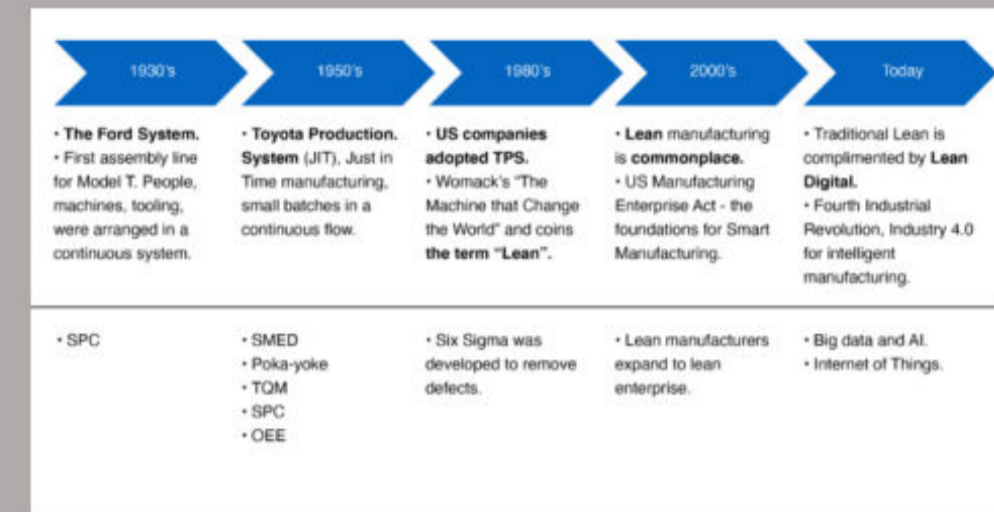 1930's
1950's
1980's
2000's
Today
• The Ford System.
• First assembly line
for Model T. People,
machines, tooling,
were arranged in a
continuous system.
• Toyota Production.
System (JIT), Just in
Time manufacturing,
small batches in a
continuous flow.
• US companies
adopted TPS.
• Womack's "The
Machine that Change
the World" and coins
the term "Lean".
• Lean manufacturing
is commonplace.
• US Manufacturing
Enterprise Act - the
foundations for Smart
Manufacturing.
• Traditional Lean is
complimented by Lean
Digital.
• Fourth Industrial
Revolution, Industry 4.0
for intelligent
manufacturing.
• SPC
• SMED
• Poka-yoke
• TQM
• SPC
• OEE
• Six Sigma was
developed to remove
defects.
• Lean manufacturers
expand to lean
enterprise.
• Big data and AI.
• Internet of Things.